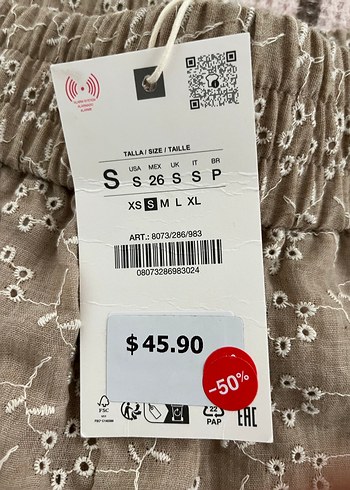 TALLA / SIZE / TAILLE
USA MEX UK IT BR
S S 26 S S P
XS S M L XL
ART.: 8073/286/983
08073286983024
$ 45.90
-50%
FSC
22
PAP
EAC